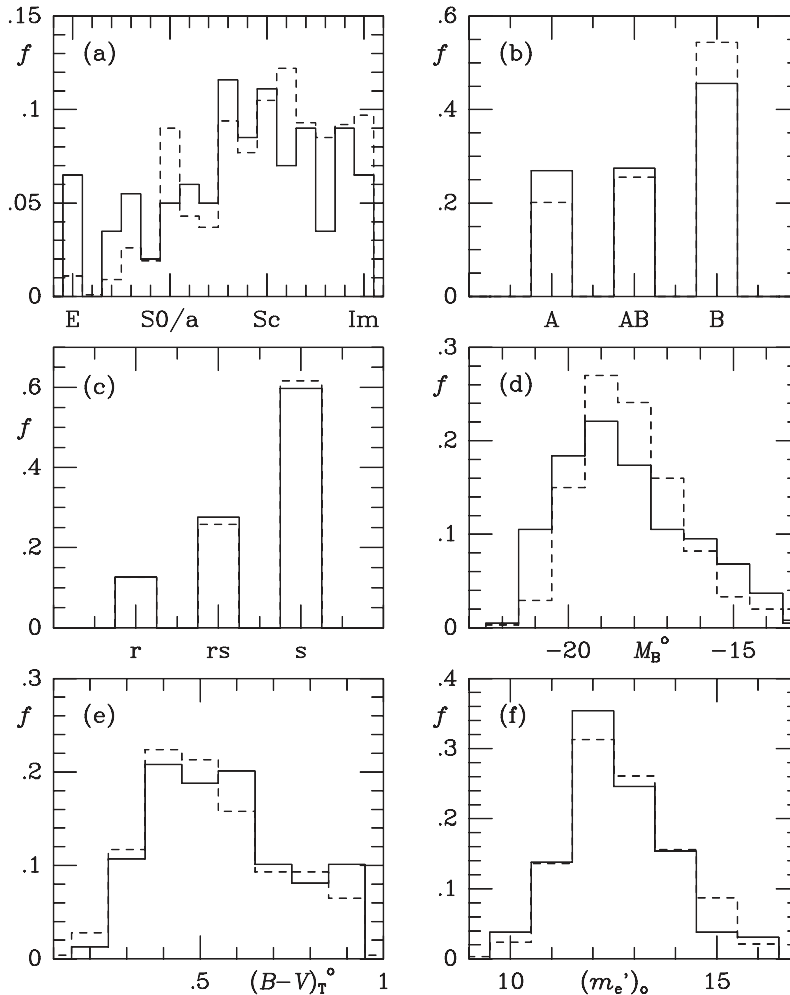 .15
.1
.05
0
f
(a)
E S0/a Sc Im
.6
.4
.2
0
f
(b)
A AB B
.6
.4
.2
0
f
(c)
r rs s
.3
.2
.1
0
f
(d)
−20 M_B^o −15
.3
.2
.1
0
f
(e)
.5 (B−V)_T^o 1
.4
.3
.2
.1
0
f
(f)
10 (m_e')_o 15